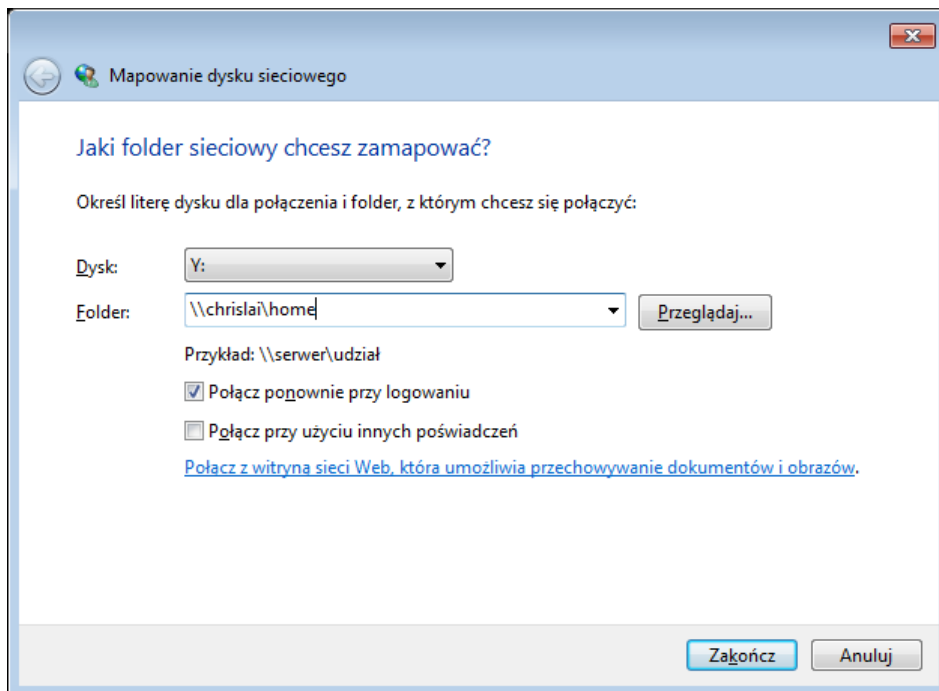 Mapowanie dysku sieciowego
Jaki folder sieciowy chcesz zamapować?
Określ literę dysku dla połączenia i folder, z którym chcesz się połączyć:
Dysk: Y:
Folder: \\chrislai\home Przeglądaj...
Przykład: \\serwer\udział
Połącz ponownie przy logowaniu
Połącz przy użyciu innych poświadczeń
Połącz z witryna sieci Web, która umożliwia przechowywanie dokumentów i obrazów.
Zakończ Anuluj